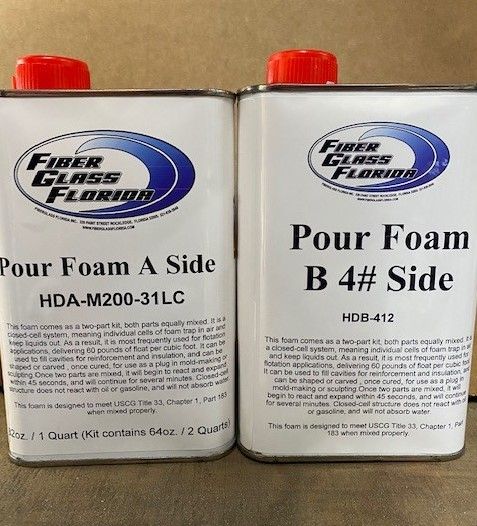 FIBER
GLASS
FLORIDA
WWW.FIBERGLASSFLORIDA.COM
Pour Foam A Side
HDA-M200-31LC
This foam comes as a two-part kit, both parts equally mixed. It is a
closed-cell system, meaning individual cells of foam trap in air and
keep liquids out. As a result, it is most frequently used for flotation
applications, delivering 60 pounds of float per cubic foot. It can be
used to fill cavities for reinforcement and insulation, and can be
shaped or carved , once cured, for use as a plug in mold-making or
sculpting. Once two parts are mixed, it will begin to react and expand
within 45 seconds, and will continue for several minutes. Closed-cell
structure does not react with oil or gasoline, and will not absorb water.
This foam is designed to meet USCG Title 33, Chapter 1, Part 183
when mixed properly.
32oz. / 1 Quart (Kit contains 64oz. / 2 Quarts)
FIBER
GLASS
FLORIDA
WWW.FIBERGLASSFLORIDA.COM
Pour Foam
B 4# Side
HDB-412
This foam comes as a two-part kit, both parts equally mixed. It is
a closed-cell system, meaning individual cells of foam trap in air
and keep liquids out. As a result, it is most frequently used for
flotation applications, delivering 60 pounds of float per cubic foot.
It can be used to fill cavities for reinforcement and insulation, and
can be shaped or carved , once cured, for use as a plug in
mold-making or sculpting. Once two parts are mixed, it will
begin to react and expand within 45 seconds, and will continue
for several minutes. Closed-cell structure does not react with oil
or gasoline, and will not absorb water.
This foam is designed to meet USCG Title 33, Chapter 1, Part
183 when mixed properly.